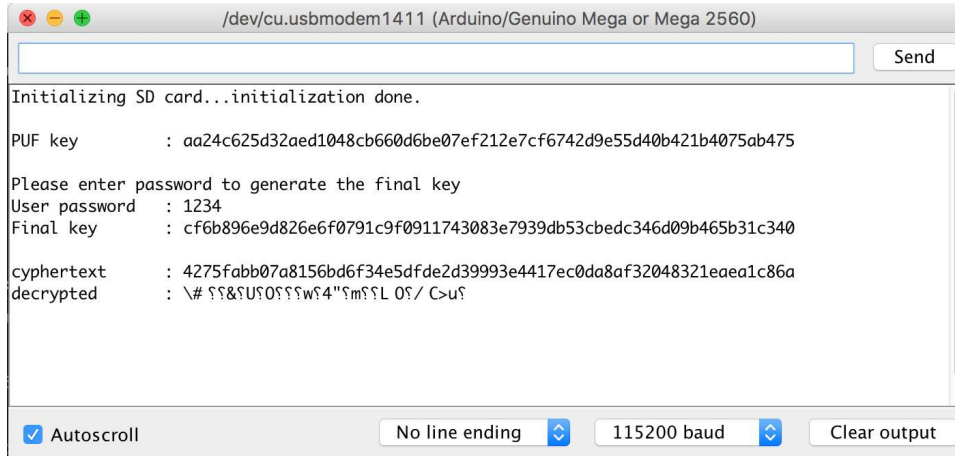 /dev/cu.usbmodem1411 (Arduino/Genuino Mega or Mega 2560)
Send
Initializing SD card...initialization done.
PUF key : aa24c625d32aed1048cb660d6be07ef212e7cf6742d9e55d40b421b4075ab475
Please enter password to generate the final key
User password : 1234
Final key : cf6b896e9d826e6f0791c9f0911743083e7939db53cbedc346d09b465b31c340
cyphertext : 4275fabb07a8156bd6f34e5dfde2d39993e4417ec0da8af32048321eaea1c86a
decrypted : \# ⸮⸮&⸮U⸮O⸮⸮⸮w⸮4"⸮m⸮⸮L O⸮/ C>u⸮
Autoscroll No line ending 115200 baud Clear output